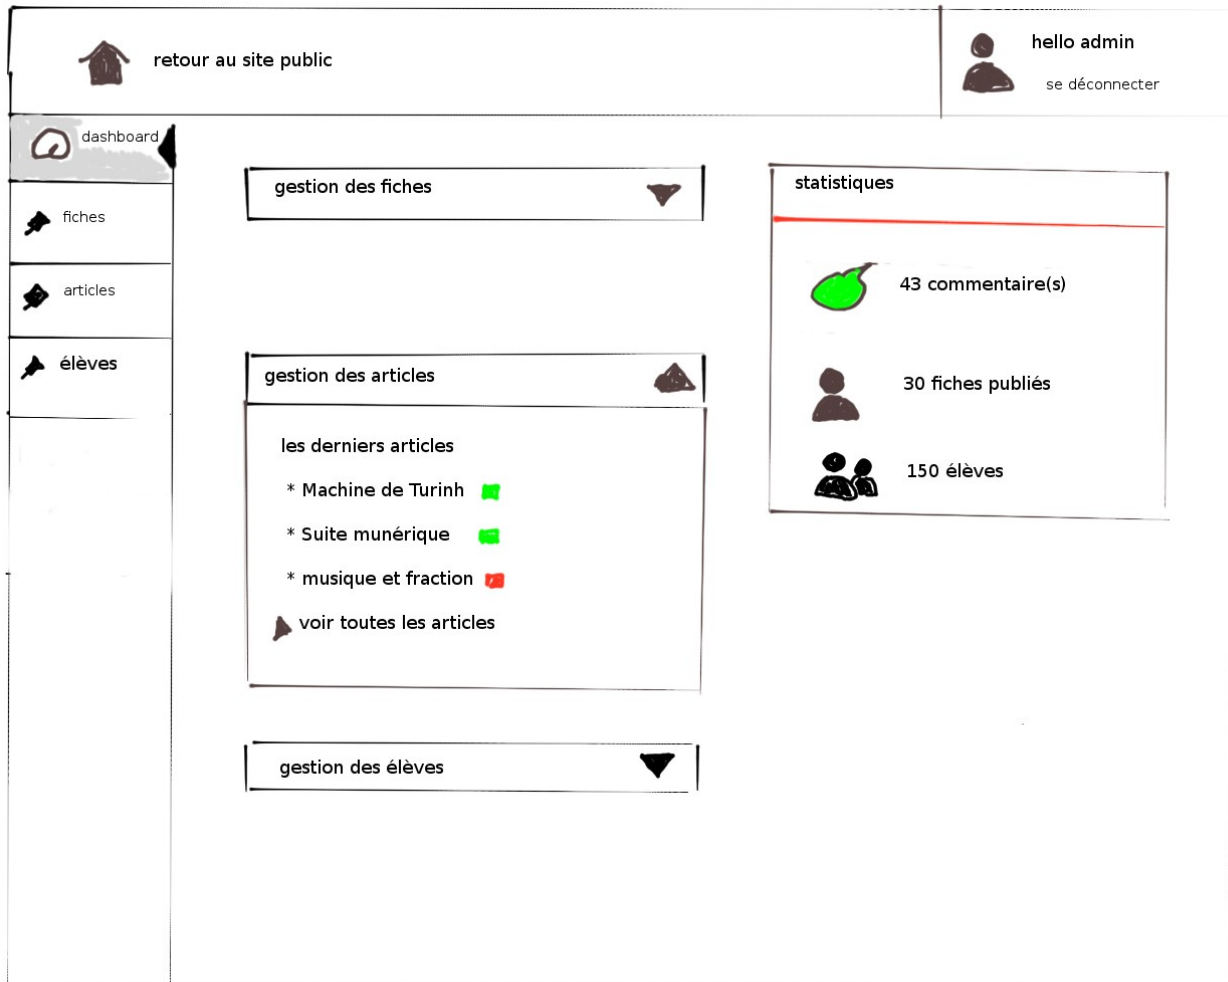 retour au site public
hello admin
se déconnecter
dashboard
fiches
articles
élèves
gestion des fiches
gestion des articles
les derniers articles
* Machine de Turinh
* Suite munérique
* musique et fraction
voir toutes les articles
gestion des élèves
statistiques
43 commentaire(s)
30 fiches publiés
150 élèves